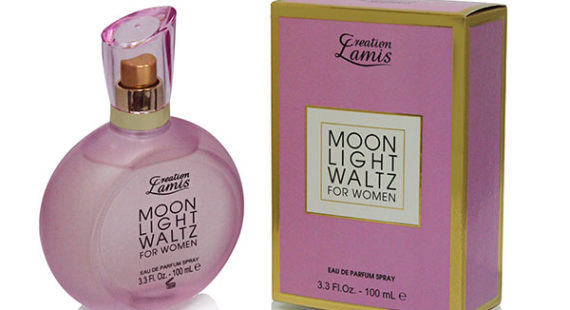 Creation
Lamis
MOON
LIGHT
WALTZ
FOR WOMEN
EAU DE PARFUM SPRAY
3.3 Fl. Oz. - 100 mL e
Creation
Lamis
MOON
LIGHT
WALTZ
FOR WOMEN
EAU DE PARFUM SPRAY
3.3 Fl.Oz. - 100 mL e